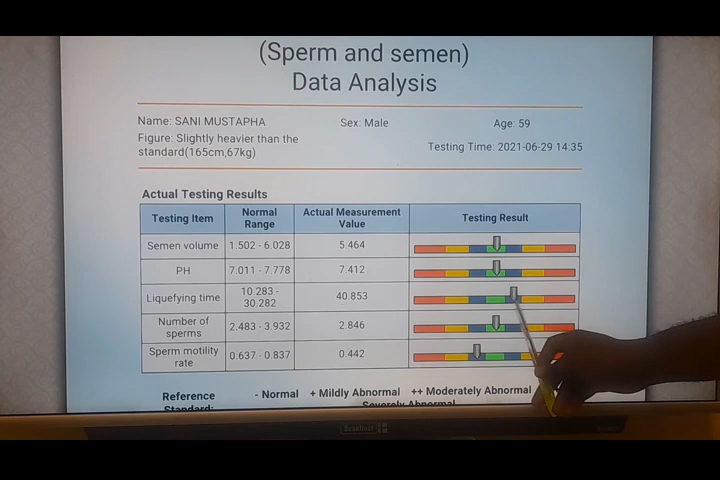 (Sperm and semen)
Data Analysis
Name: SANI MUSTAPHA Sex: Male Age: 59
Figure: Slightly heavier than the
standard(165cm,67kg) Testing Time: 2021-06-29 14:35
Actual Testing Results
Testing Item Normal Range Actual Measurement Value Testing Result
Semen volume 1.502 - 6.028 5.464
PH 7.011 - 7.778 7.412
Liquefying time 10.283 - 30.282 40.853
Number of sperms 2.483 - 3.932 2.846
Sperm motility rate 0.637 - 0.837 0.442
Reference - Normal + Mildly Abnormal ++ Moderately Abnormal
Standard: Severely Abnormal